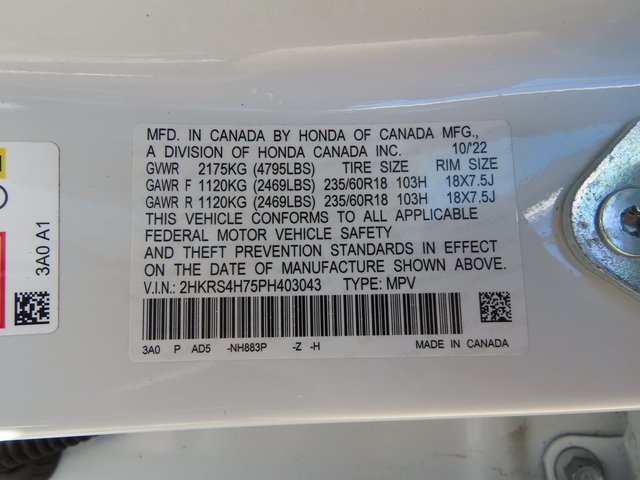 MFD. IN CANADA BY HONDA OF CANADA MFG.,
A DIVISION OF HONDA CANADA INC. 10/22
GVWR 2175KG (4795LBS) TIRE SIZE RIM SIZE
GAWR F 1120KG (2469LBS) 235/60R18 103H 18X7.5J
GAWR R 1120KG (2469LBS) 235/60R18 103H 18X7.5J
THIS VEHICLE CONFORMS TO ALL APPLICABLE
FEDERAL MOTOR VEHICLE SAFETY
AND THEFT PREVENTION STANDARDS IN EFFECT
ON THE DATE OF MANUFACTURE SHOWN ABOVE.
V.I.N.: 2HKRS4H75PH403043 TYPE: MPV
3A0 P AD5 -NH883P -Z -H MADE IN CANADA
3A0 A1